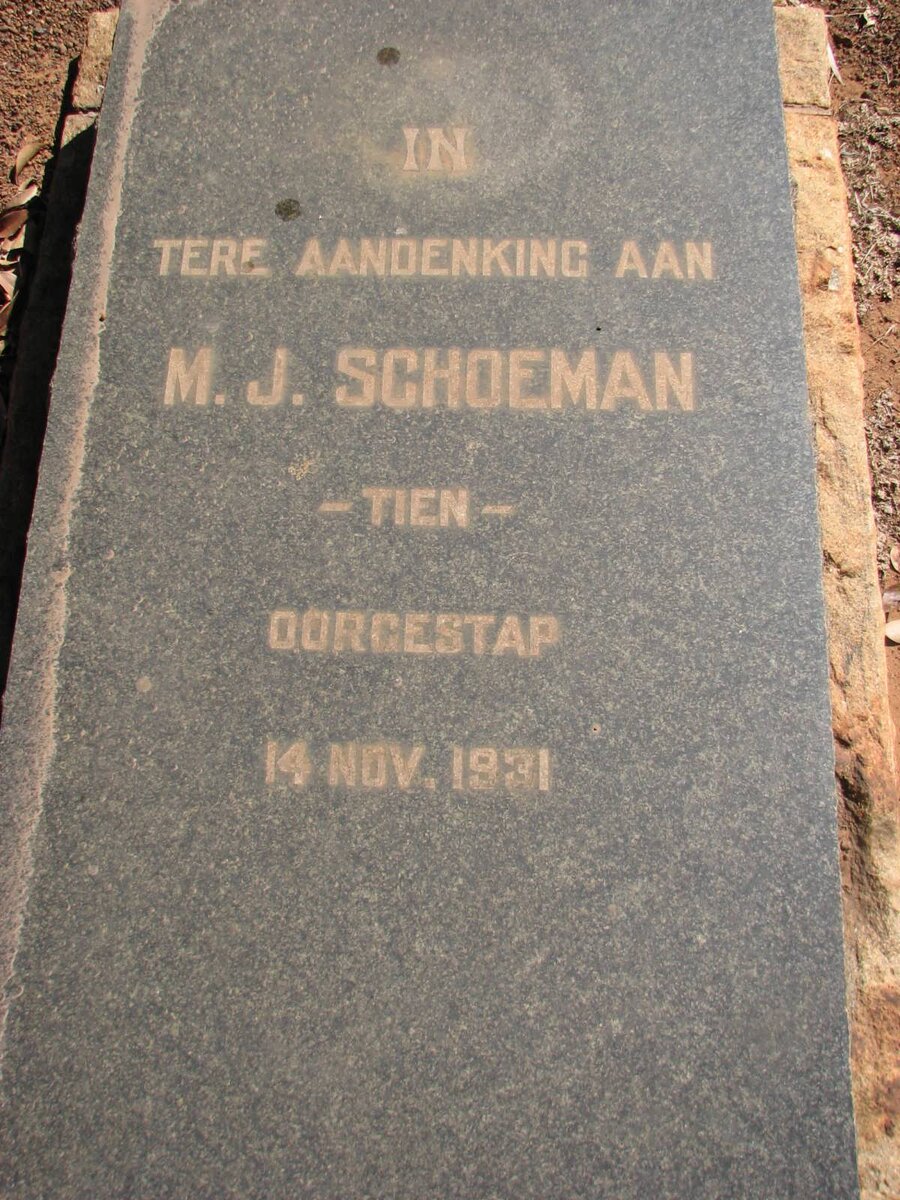 IN
TERE AANDENKING AAN
M. J. SCHOEMAN
– TIEN –
OORGESTAP
14 NOV. 1931